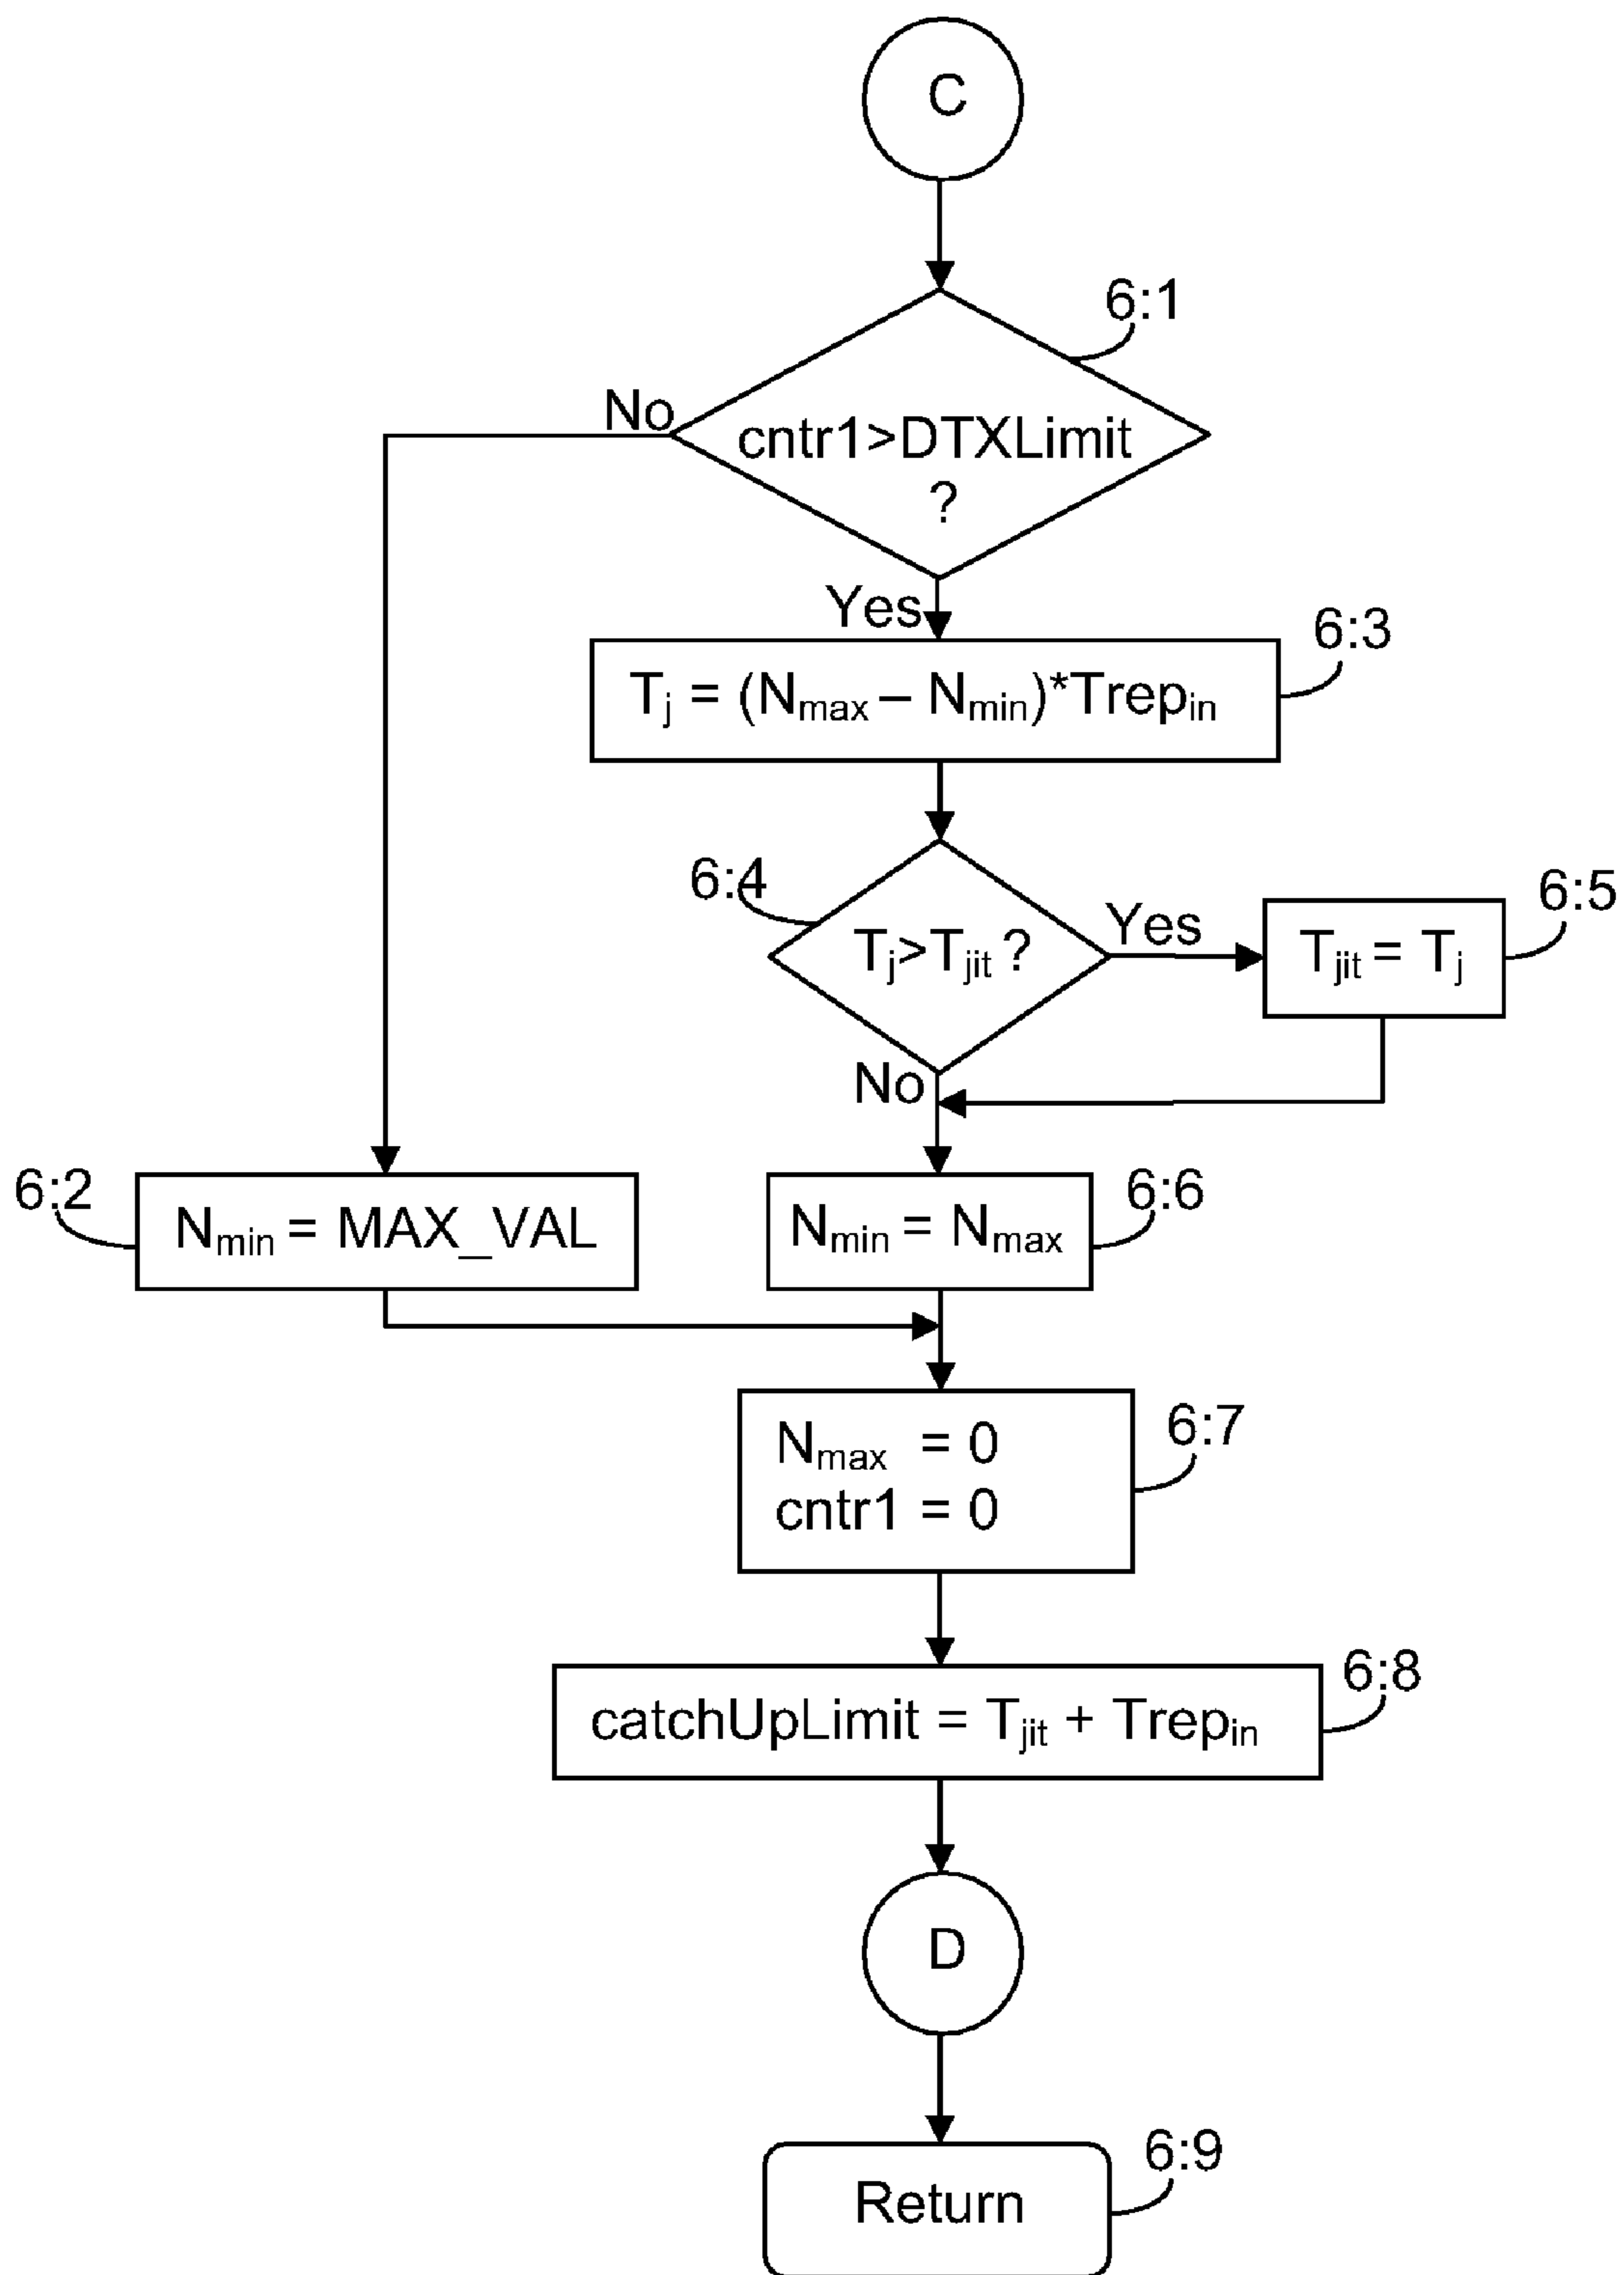 C
6:1
No
cntr1>DTXLimit
?
Yes
6:3
Tj = (Nmax – Nmin)*Trepin
6:4
Tj>Tjit ?
Yes
6:5
Tjit = Tj
No
6:2
Nmin = MAX_VAL
6:6
Nmin = Nmax
6:7
Nmax = 0
cntr1 = 0
6:8
catchUpLimit = Tjit + Trepin
D
6:9
Return